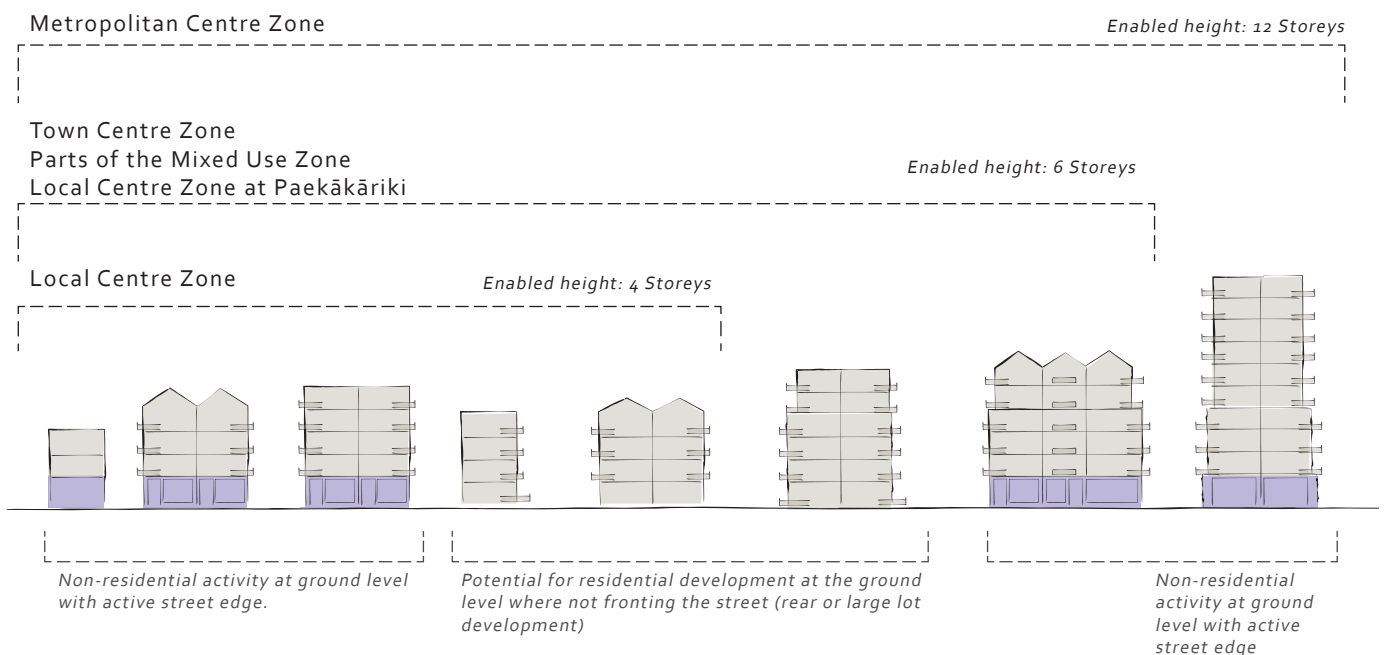 Metropolitan Centre Zone
Enabled height: 12 Storeys
Town Centre Zone
Parts of the Mixed Use Zone
Local Centre Zone at Paekākāriki
Enabled height: 6 Storeys
Local Centre Zone
Enabled height: 4 Storeys
Non-residential activity at ground level
with active street edge.
Potential for residential development at the ground
level where not fronting the street (rear or large lot
development)
Non-residential
activity at ground
level with active
street edge